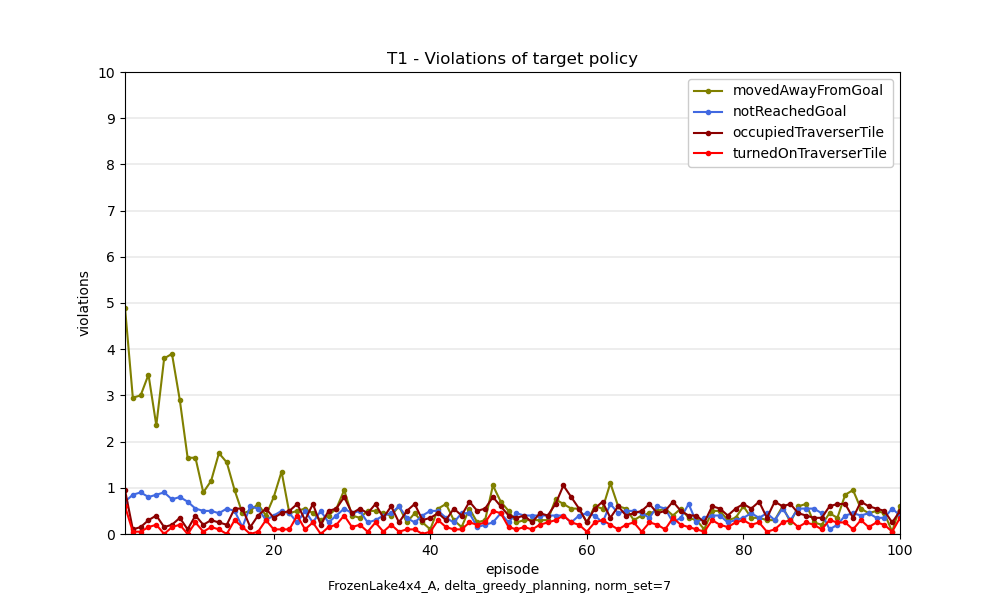 T1 - Violations of target policy
10
9
8
7
6
5
4
3
2
1
0
violations
movedAwayFromGoal
notReachedGoal
occupiedTraverserTile
turnedOnTraverserTile
20
40
60
80
100
episode
FrozenLake4x4_A, delta_greedy_planning, norm_set=7